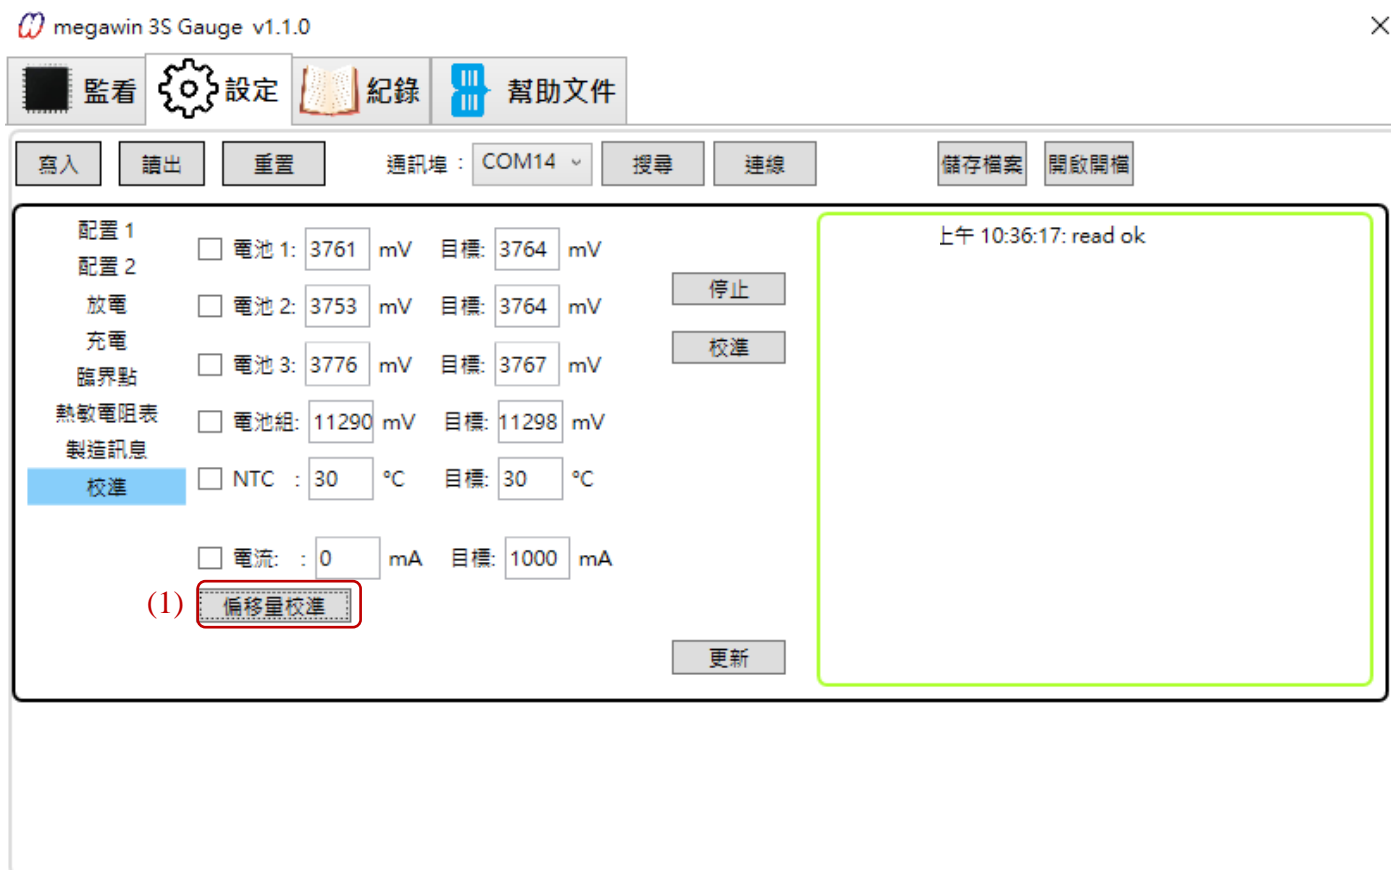 megawin 3S Gauge v1.1.0
監看 設定 紀錄 幫助文件
寫入 讀出 重置 通訊埠 : COM14 搜尋 連線 儲存檔案 開啟開檔
配置 1
配置 2
放電
充電
臨界點
熱敏電阻表
製造訊息
校準
電池 1: 3761 mV 目標: 3764 mV
電池 2: 3753 mV 目標: 3764 mV
電池 3: 3776 mV 目標: 3767 mV
電池組: 11290 mV 目標: 11298 mV
NTC : 30 °C 目標: 30 °C
電流: : 0 mA 目標: 1000 mA
(1) 偏移量校準
停止
校準
更新
上午 10:36:17: read ok